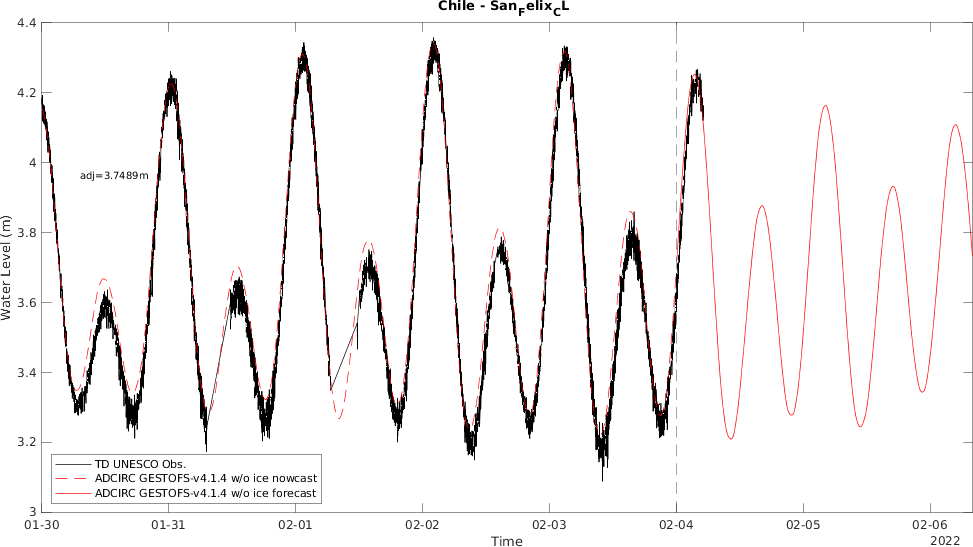 Chile - San_Felix_CL
4.4
4.2
4
3.8
3.6
3.4
3.2
3
Water Level (m)
adj=3.7489m
TD UNESCO Obs.
ADCIRC GESTOFS-v4.1.4 w/o ice nowcast
ADCIRC GESTOFS-v4.1.4 w/o ice forecast
01-30 01-31 02-01 02-02 02-03 02-04 02-05 02-06
Time
2022